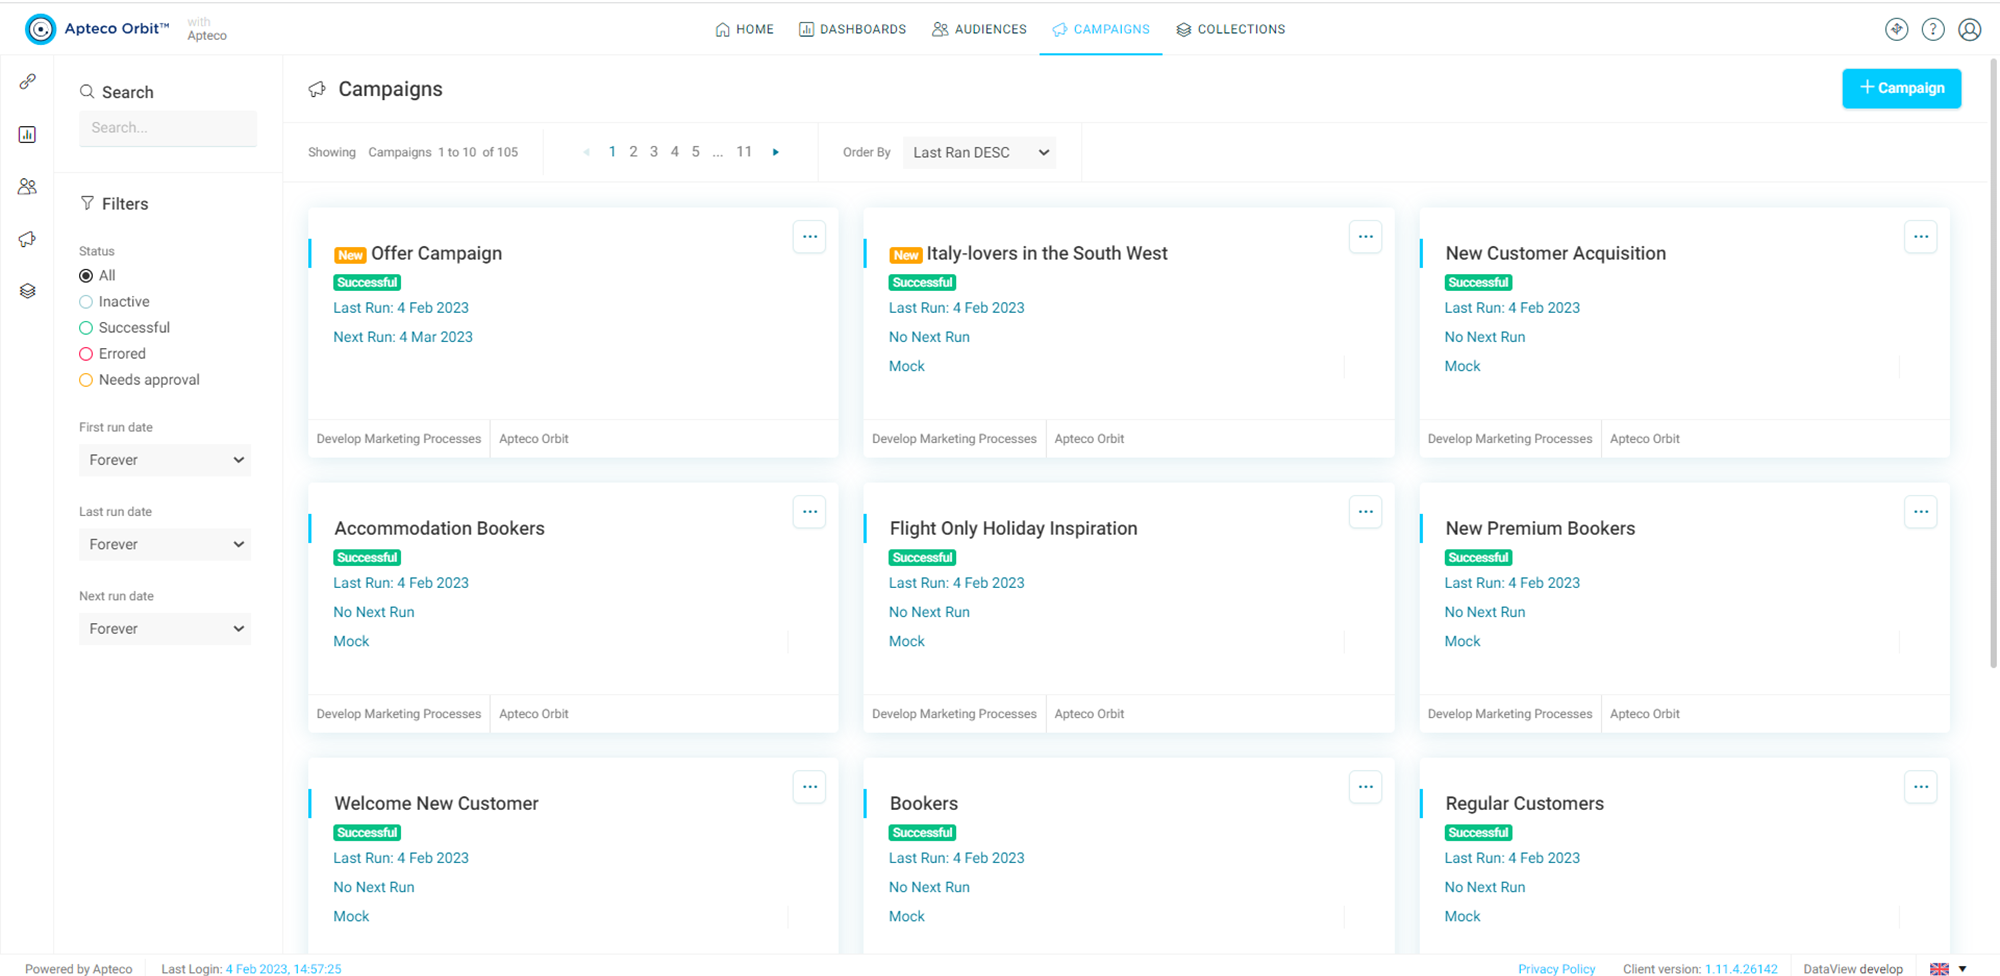 Apteco Orbit™ with Apteco
HOME DASHBOARDS AUDIENCES CAMPAIGNS COLLECTIONS
?
Search
Search...
Filters
Status
All
Inactive
Successful
Errored
Needs approval
First run date
Forever
Last run date
Forever
Next run date
Forever
Campaigns
+ Campaign
Showing Campaigns 1 to 10 of 105
1 2 3 4 5 ... 11
Order By Last Ran DESC
New Offer Campaign
Successful
Last Run: 4 Feb 2023
Next Run: 4 Mar 2023
Develop Marketing Processes Apteco Orbit
New Italy-lovers in the South West
Successful
Last Run: 4 Feb 2023
No Next Run
Mock
Develop Marketing Processes Apteco Orbit
New Customer Acquisition
Successful
Last Run: 4 Feb 2023
No Next Run
Mock
Develop Marketing Processes Apteco Orbit
Accommodation Bookers
Successful
Last Run: 4 Feb 2023
No Next Run
Mock
Develop Marketing Processes Apteco Orbit
Flight Only Holiday Inspiration
Successful
Last Run: 4 Feb 2023
No Next Run
Mock
Develop Marketing Processes Apteco Orbit
New Premium Bookers
Successful
Last Run: 4 Feb 2023
No Next Run
Mock
Develop Marketing Processes Apteco Orbit
Welcome New Customer
Successful
Last Run: 4 Feb 2023
No Next Run
Mock
Bookers
Successful
Last Run: 4 Feb 2023
No Next Run
Mock
Regular Customers
Successful
Last Run: 4 Feb 2023
No Next Run
Mock
Powered by Apteco Last Login: 4 Feb 2023, 14:57:25 Privacy Policy Client version: 1.11.4.26142 DataView develop